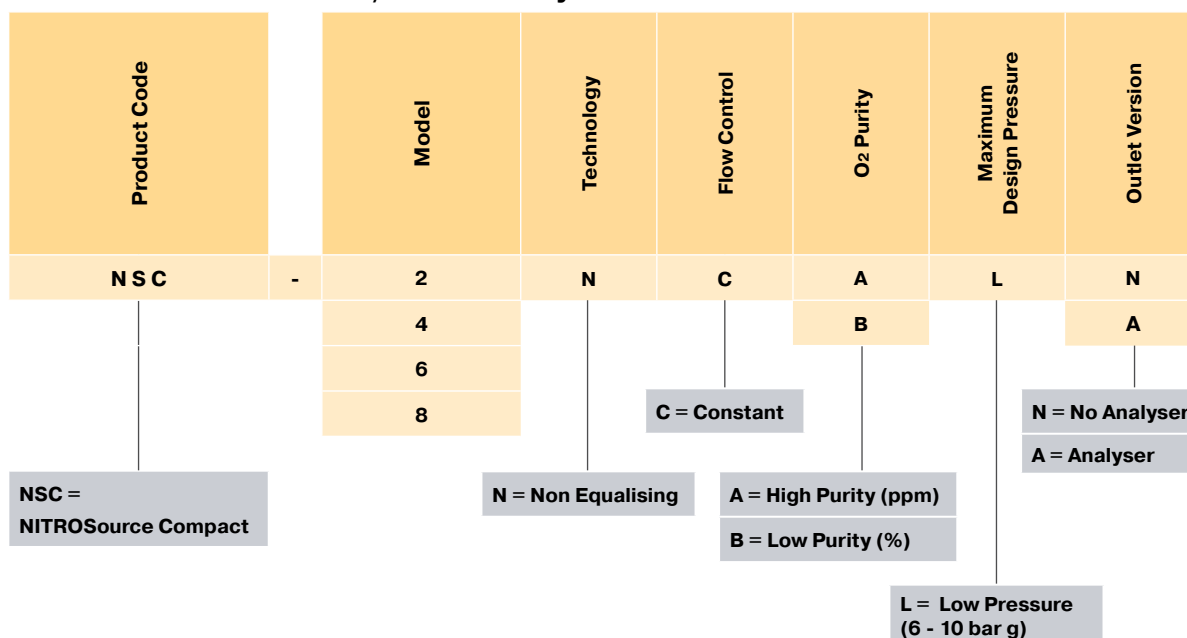 Product Code
Model
Technology
Flow Control
O2 Purity
Maximum
Design Pressure
Outlet Version
N S C - 2 N C A L N
4 B A
6
8
C = Constant
N = No Analyser
A = Analyser
NSC =
NITROSource Compact
N = Non Equalising
A = High Purity (ppm)
B = Low Purity (%)
L = Low Pressure
(6 - 10 bar g)